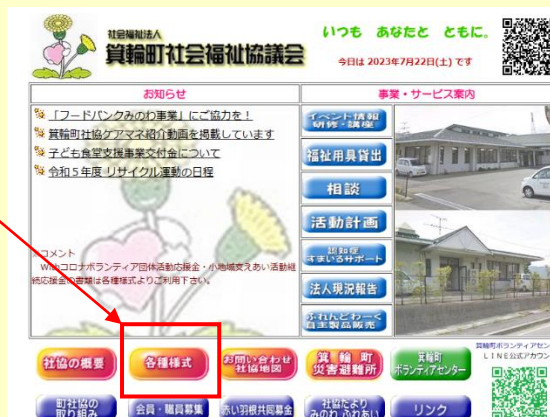 社会福祉法人
箕輪町社会福祉協議会
いつも あなたと ともに。
今日は 2023年7月22日(土) です
お知らせ
事業・サービス案内
「フードバンクみのわ事業」にご協力を！
箕輪町社協ケアマネ紹介動画を掲載しています
子ども食堂支援事業交付金について
令和５年度 リサイクル運動の日程
イベント情報
研修・講座
福祉用具貸出
相談
活動計画
認知症
すまいるサポート
法人現況報告
ふれんどわーく
自主製品販売
コメント
Withコロナボランティア団体活動応援金・小地域支えあい活動継
続応援金の書類は各種様式よりご利用下さい。
箕輪町ボランティアセン
ＬＩＮＥ公式アカウン
社協の概要
各種様式
お問い合わせ
社協地図
箕輪町
災害避難所
箕輪町
ボランティアセンター
町社協の
取り組み
会員・職員募集
赤い羽根共同募金
社協だより
みのわ ふれあい
リンク